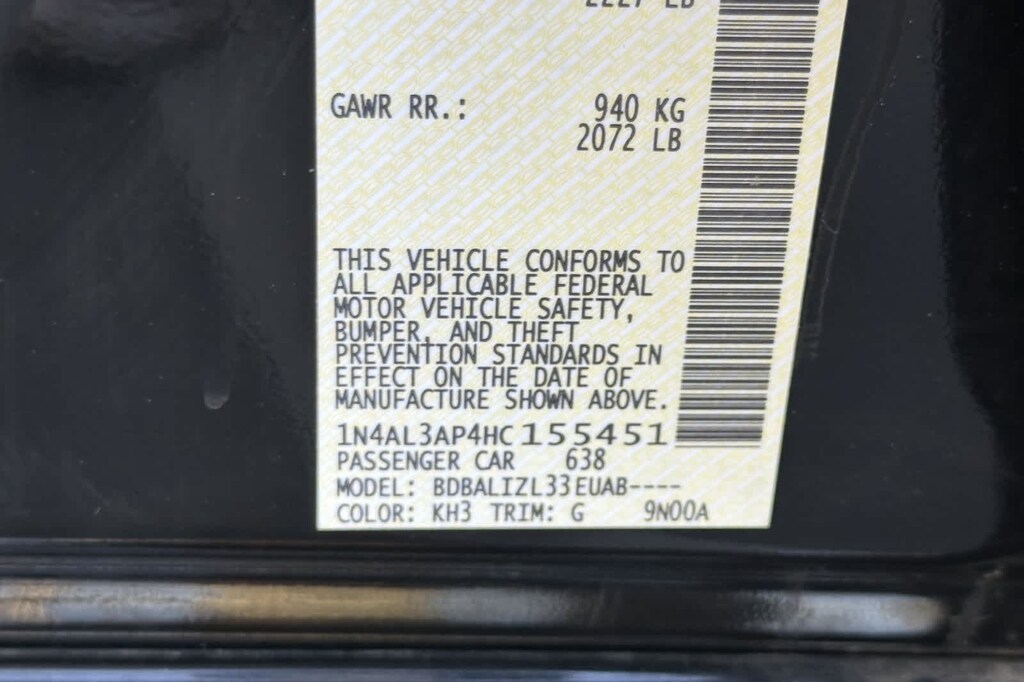 2227 LB
GAWR RR.: 940 KG
2072 LB
THIS VEHICLE CONFORMS TO
ALL APPLICABLE FEDERAL
MOTOR VEHICLE SAFETY,
BUMPER, AND THEFT
PREVENTION STANDARDS IN
EFFECT ON THE DATE OF
MANUFACTURE SHOWN ABOVE.
1N4AL3AP4HC155451
PASSENGER CAR 638
MODEL: BDBALIZL33EUAB----
COLOR: KH3 TRIM: G 9N00A